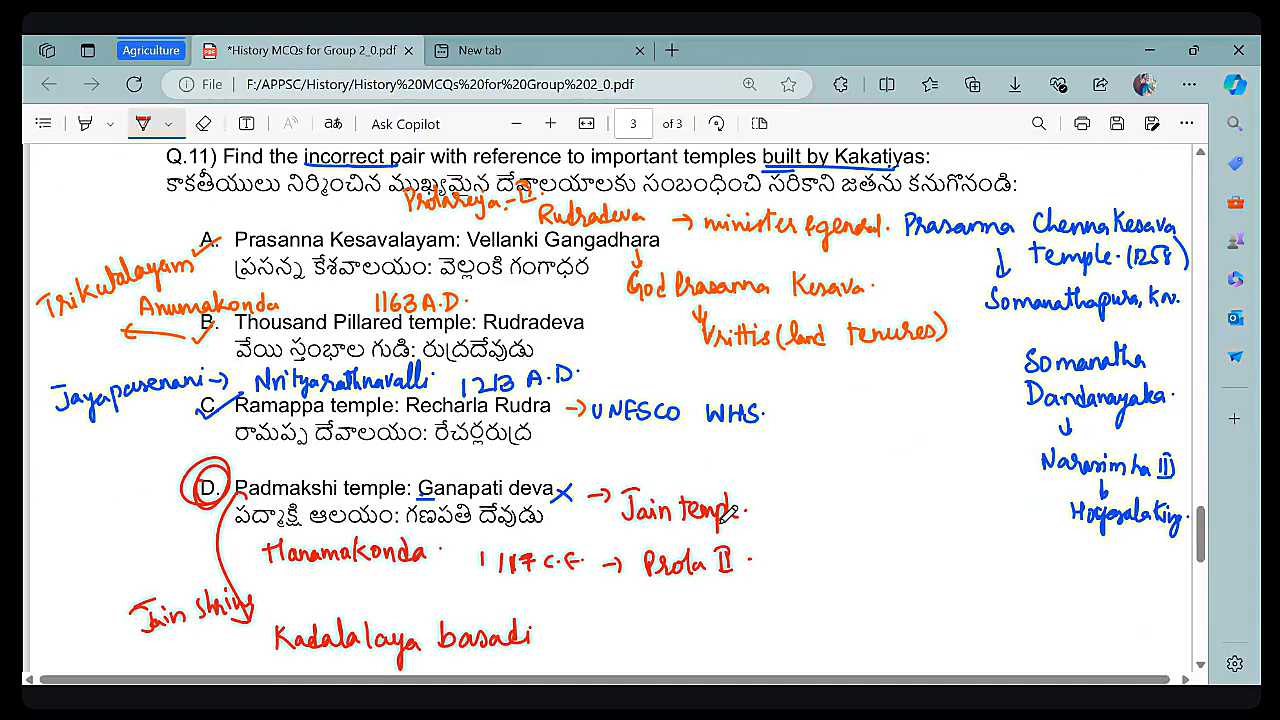 Agriculture
*History MCQs for Group 2_0.pdf
New tab
File
F:/APPSC/History/History%20MCQs%20for%20Group%202_0.pdf
Ask Copilot
3
of 3
Q.11) Find the incorrect pair with reference to important temples built by Kakatiyas:
కాకతీయులు నిర్మించిన ముఖ్యమైన దేవాలయాలకు సంబంధించి సరికాని జతను కనుగొనండి:
Prolaraja-II.
Rudradeva → minister & general.
Prasanna Chenna Kesava
Temple. (1258)
Somanathapura, Kn.
A. Prasanna Kesavalayam: Vellanki Gangadhara
ప్రసన్న కేశవాలయం: వెల్లంకి గంగాధర
God Prasanna Kesava.
Vrittis (land tenures)
Trikutalayam
Anumakonda
1163 A.D.
B. Thousand Pillared temple: Rudradeva
వేయి స్తంభాల గుడి: రుద్రదేవుడు
Somanatha
Dandanayaka.
Narasimha III
Hoysala King.
Jayapasenani → Nrityarathnavalli 1213 A.D.
C. Ramappa temple: Recharla Rudra → UNESCO WHS.
రామప్ప దేవాలయం: రేచర్లరుద్ర
D. Padmakshi temple: Ganapati deva x → Jain temple.
పద్మాక్షి ఆలయం: గణపతి దేవుడు
Hanamakonda. 1117 C.E. → Prola II.
Jain shrine
Kadalalaya basadi